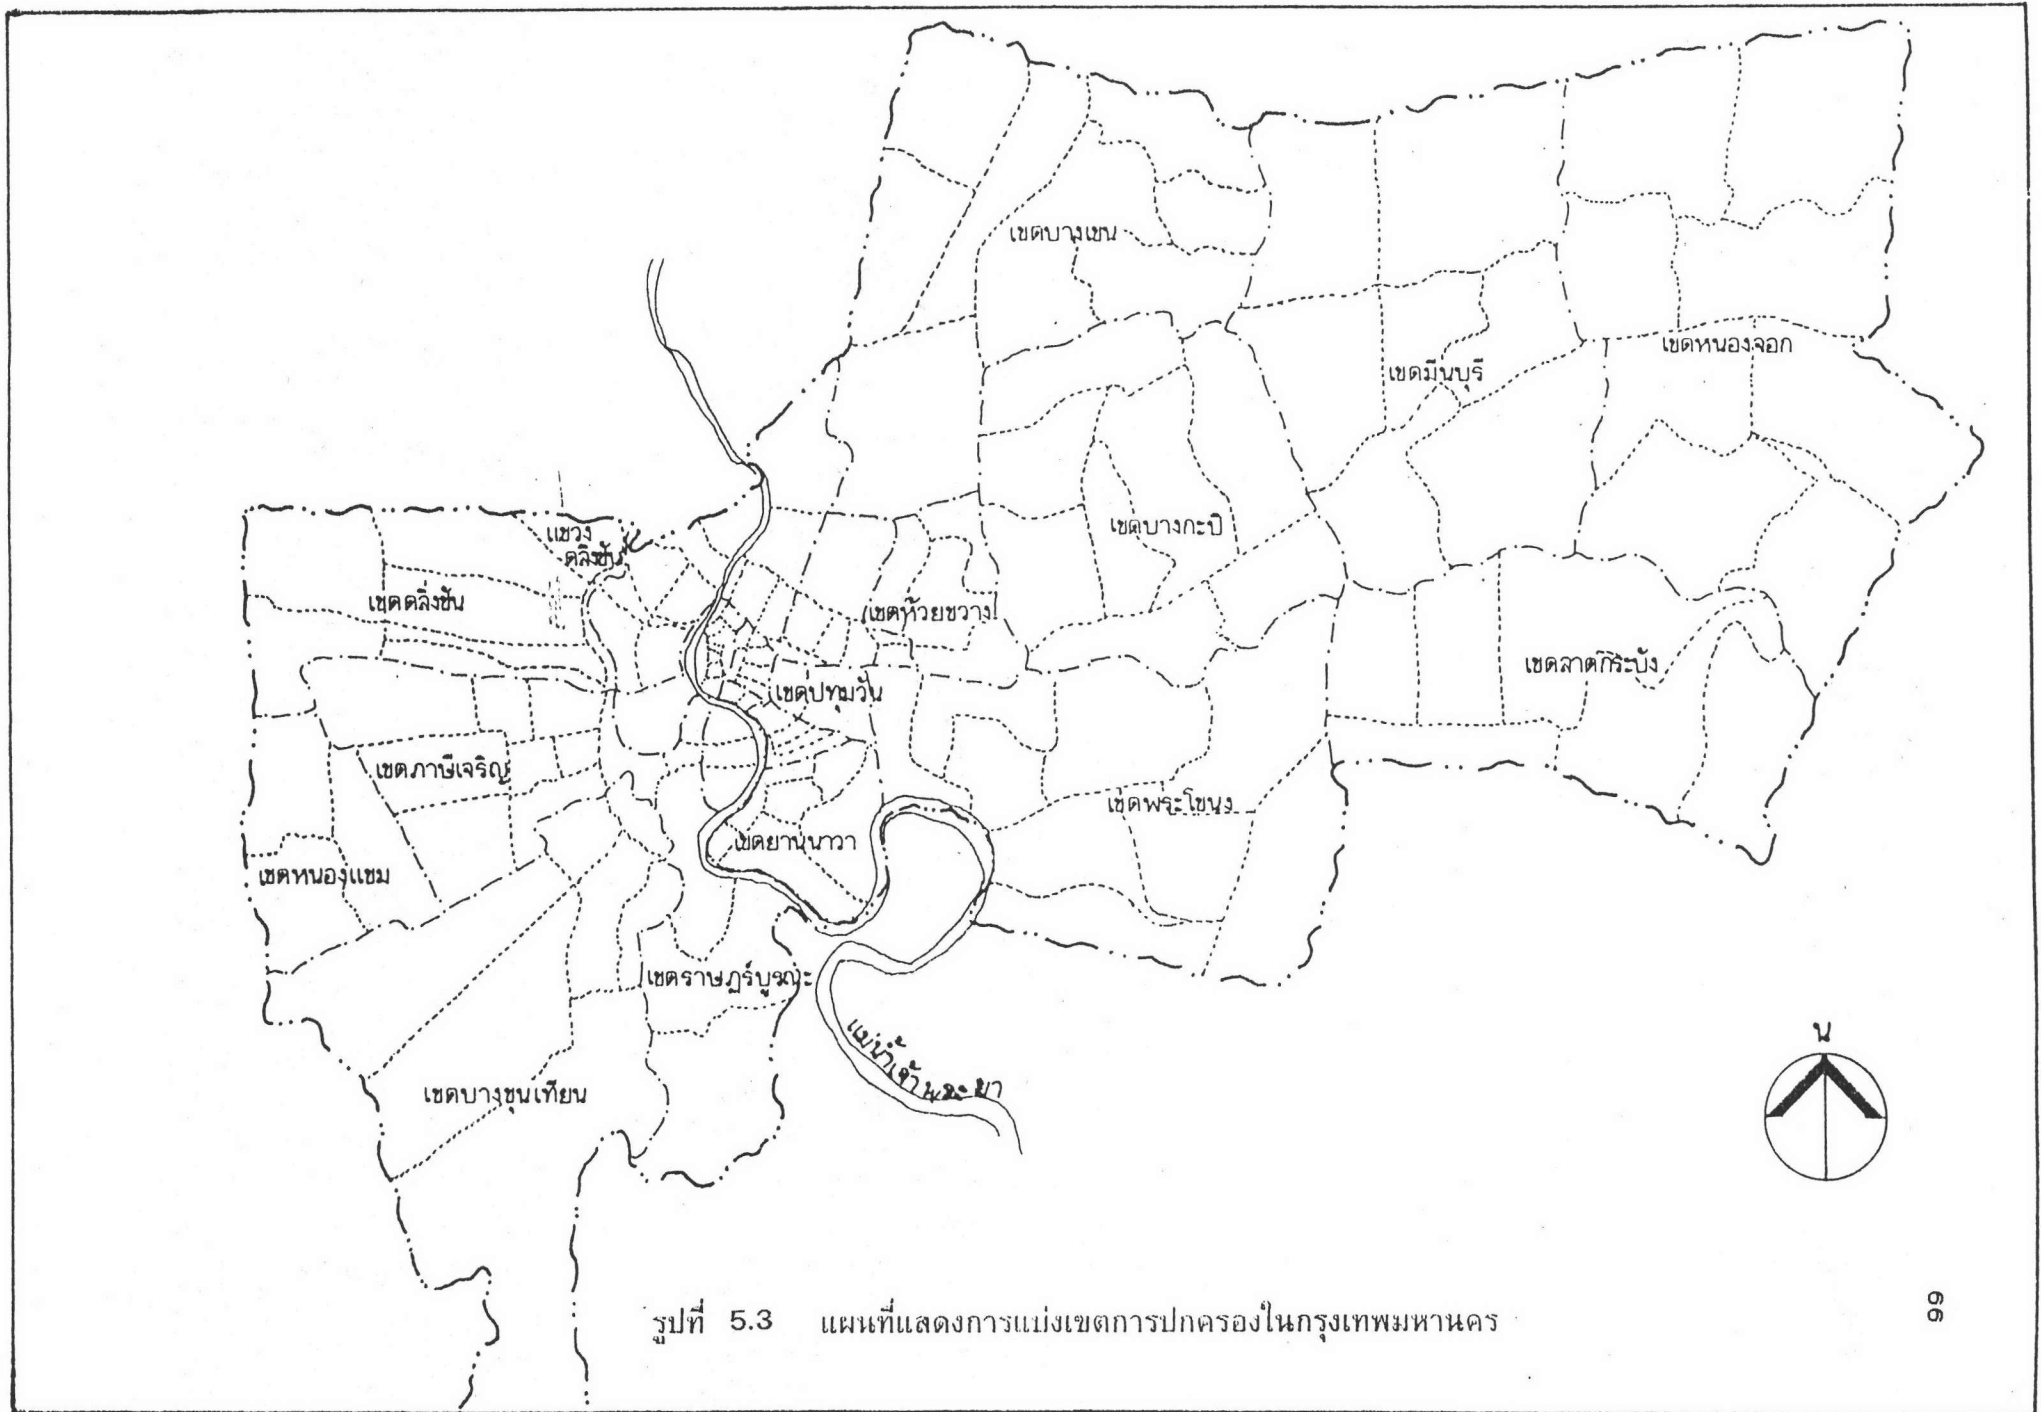 เขตบางเขน
เขตหนองจอก
เขตมีนบุรี
เขตบางกะปิ
แขวง
ตลิ่งชัน
เขตตลิ่งชัน
เขตห้วยขวาง
เขตลาดกระบัง
เขตปทุมวัน
เขตภาษีเจริญ
เขตพระโขนง
เขตยานนาวา
เขตหนองแขม
เขตราษฎร์บูรณะ
แม่น้ำเจ้าพระยา
น
เขตบางขุนเทียน
รูปที่ 5.3 แผนที่แสดงการแบ่งเขตการปกครองในกรุงเทพมหานคร
66